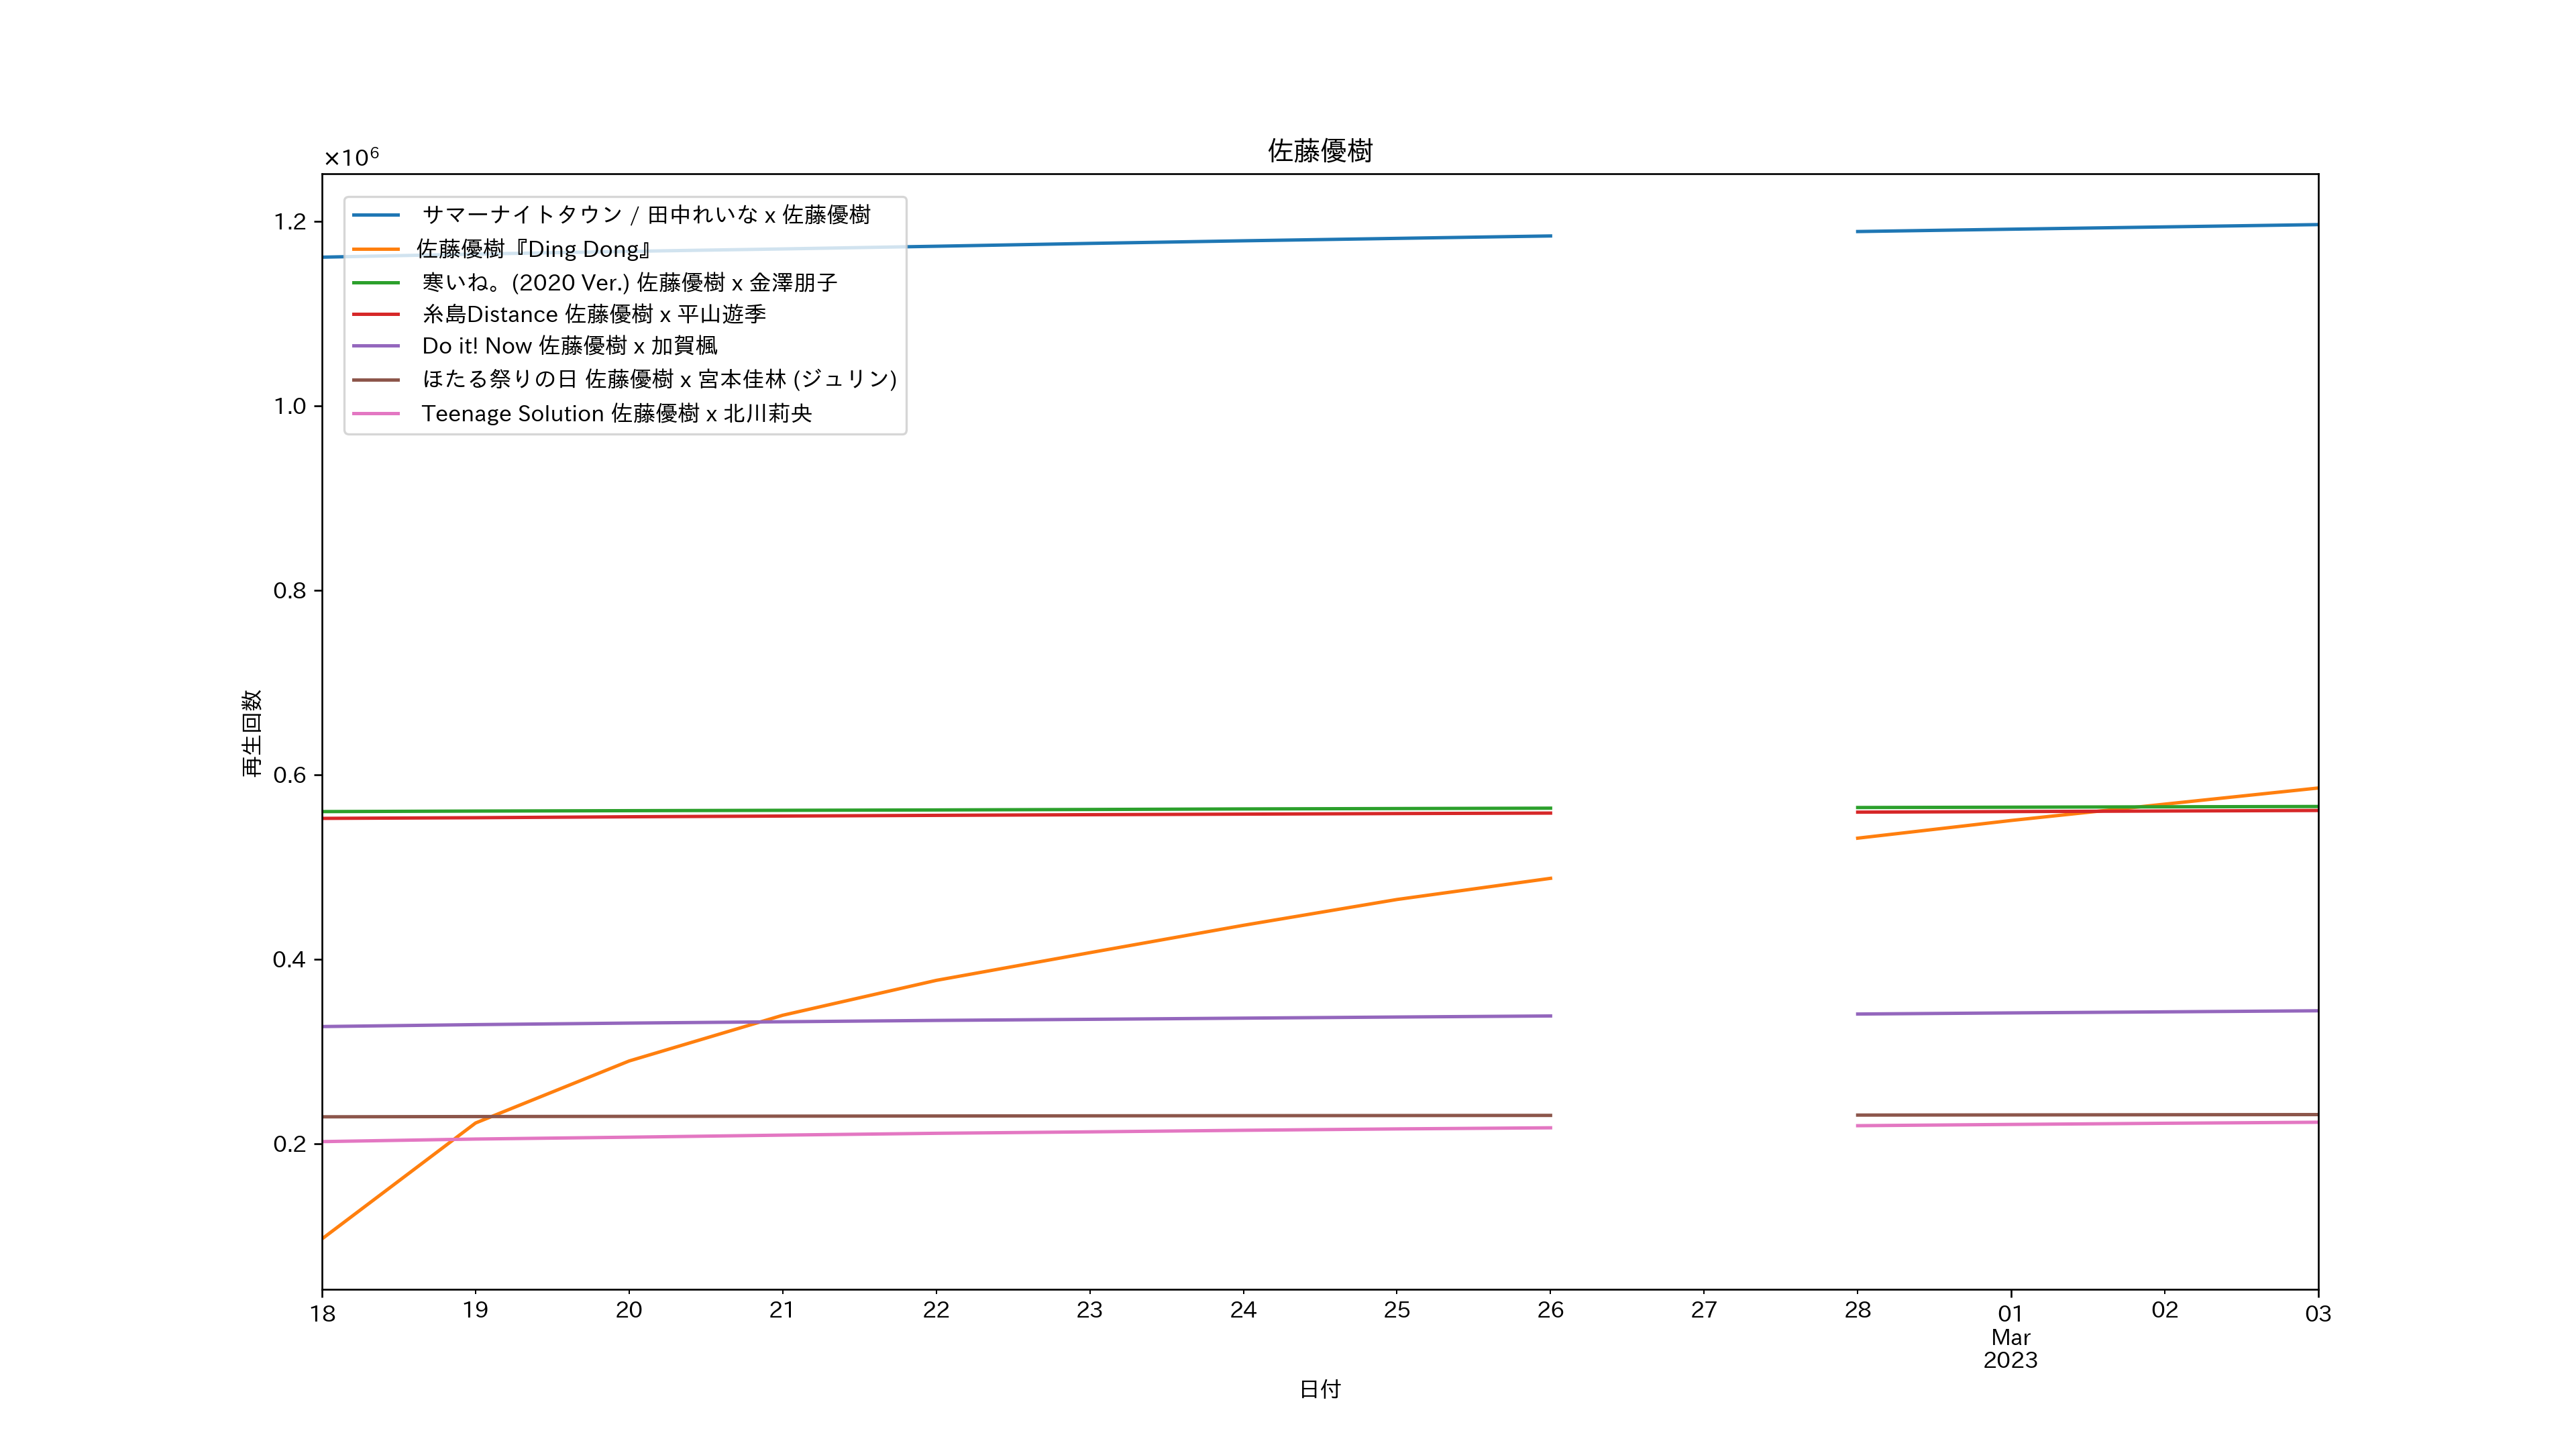 佐藤優樹
×10⁶
サマーナイトタウン / 田中れいな x 佐藤優樹
佐藤優樹『Ding Dong』
寒いね。(2020 Ver.) 佐藤優樹 x 金澤朋子
糸島Distance 佐藤優樹 x 平山遊季
Do it! Now 佐藤優樹 x 加賀楓
ほたる祭りの日 佐藤優樹 x 宮本佳林 (ジュリン)
Teenage Solution 佐藤優樹 x 北川莉央
1.2
1.0
0.8
0.6
0.4
0.2
再生回数
18 19 20 21 22 23 24 25 26 27 28 01 02 03
Mar
2023
日付